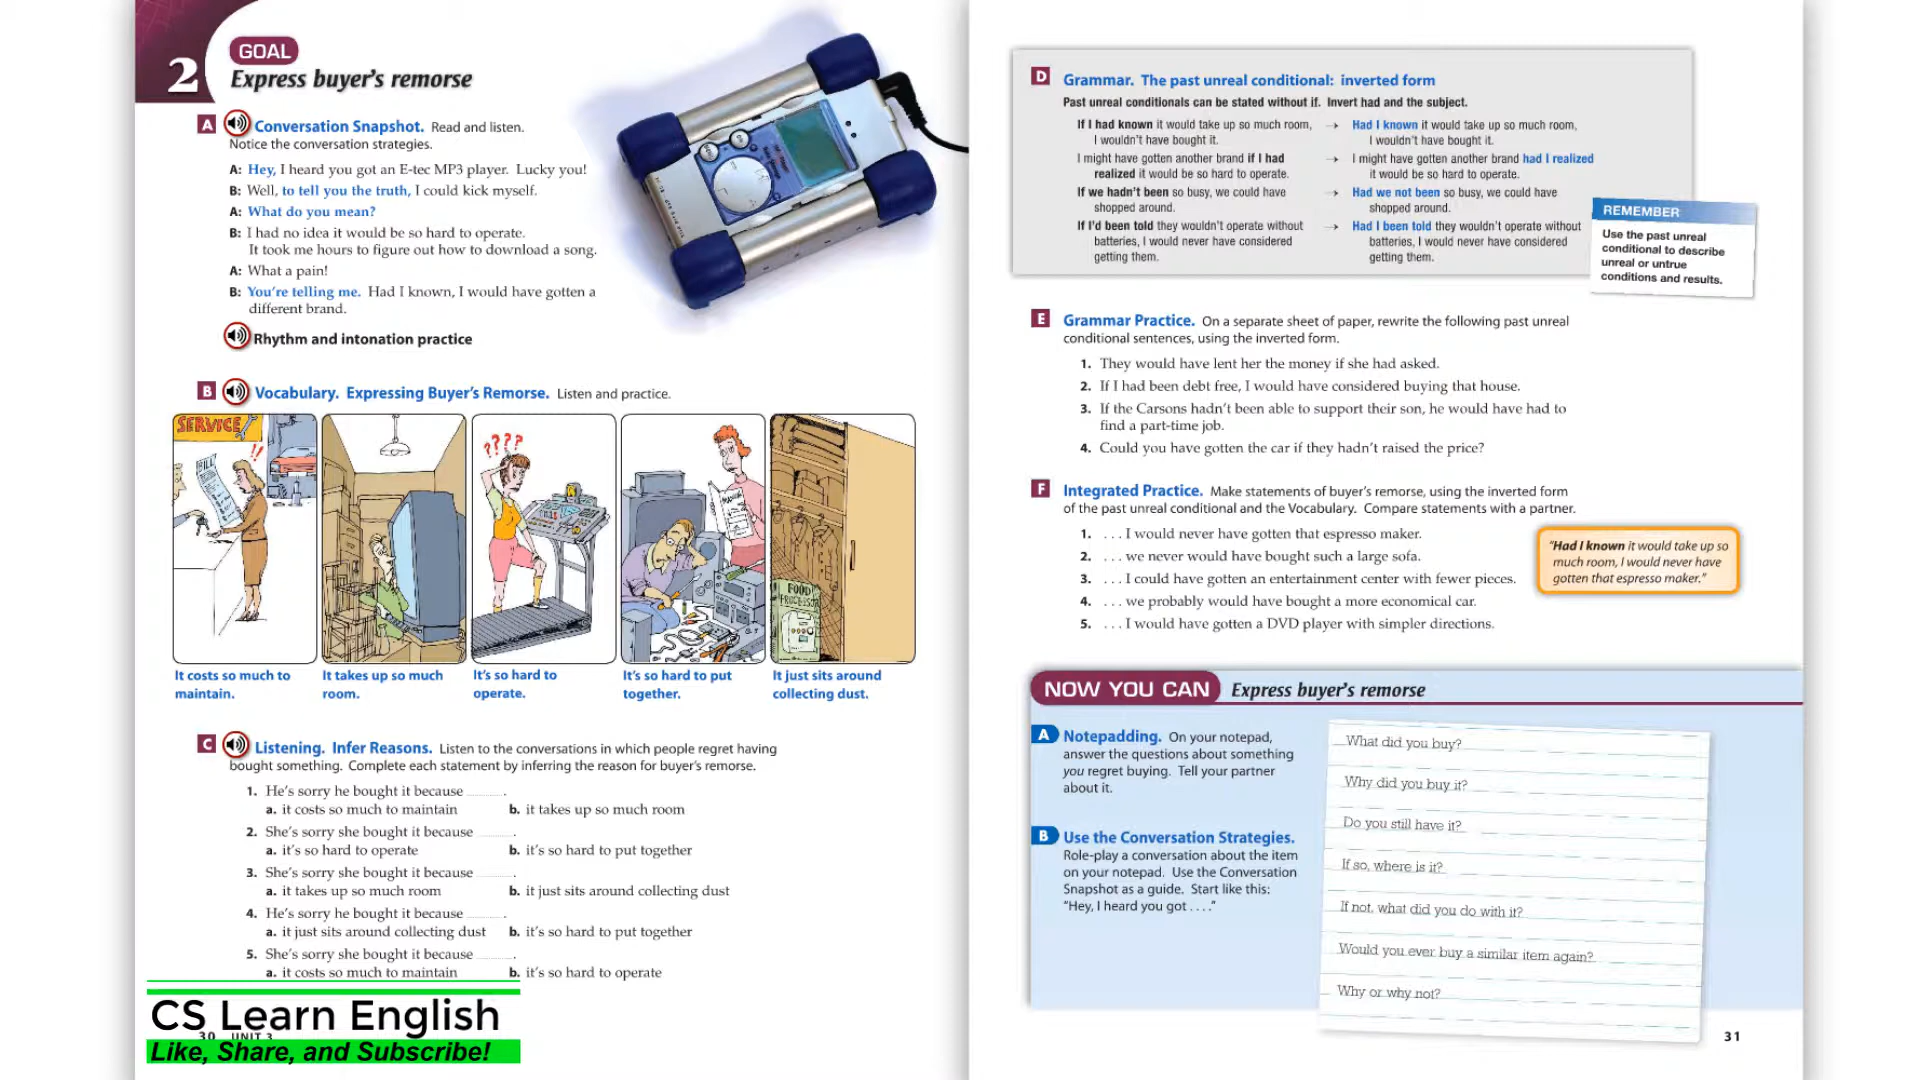 2
GOAL
Express buyer's remorse
A Conversation Snapshot. Read and listen.
Notice the conversation strategies.
A: Hey, I heard you got an E-tec MP3 player. Lucky you!
B: Well, to tell you the truth, I could kick myself.
A: What do you mean?
B: I had no idea it would be so hard to operate.
It took me hours to figure out how to download a song.
A: What a pain!
B: You're telling me. Had I known, I would have gotten a
different brand.
Rhythm and intonation practice
B Vocabulary. Expressing Buyer's Remorse. Listen and practice.
SERVICE
BILL
!!
????
MANUAL
FOOD
PROCESSOR
It costs so much to
maintain.
It takes up so much
room.
It's so hard to
operate.
It's so hard to put
together.
It just sits around
collecting dust.
C Listening. Infer Reasons. Listen to the conversations in which people regret having
bought something. Complete each statement by inferring the reason for buyer's remorse.
1. He's sorry he bought it because ______.
a. it costs so much to maintain b. it takes up so much room
2. She's sorry she bought it because ______.
a. it's so hard to operate b. it's so hard to put together
3. She's sorry she bought it because ______.
a. it takes up so much room b. it just sits around collecting dust
4. He's sorry he bought it because ______.
a. it just sits around collecting dust b. it's so hard to put together
5. She's sorry she bought it because ______.
a. it costs so much to maintain b. it's so hard to operate
CS Learn English
30 UNIT 3
Like, Share, and Subscribe!
D Grammar. The past unreal conditional: inverted form
Past unreal conditionals can be stated without if. Invert had and the subject.
If I had known it would take up so much room, → Had I known it would take up so much room,
I wouldn't have bought it. I wouldn't have bought it.
I might have gotten another brand if I had → I might have gotten another brand had I realized
realized it would be so hard to operate. it would be so hard to operate.
If we hadn't been so busy, we could have → Had we not been so busy, we could have
shopped around. shopped around.
If I'd been told they wouldn't operate without → Had I been told they wouldn't operate without
batteries, I would never have considered batteries, I would never have considered
getting them. getting them.
REMEMBER
Use the past unreal
conditional to describe
unreal or untrue
conditions and results.
E Grammar Practice. On a separate sheet of paper, rewrite the following past unreal
conditional sentences, using the inverted form.
1. They would have lent her the money if she had asked.
2. If I had been debt free, I would have considered buying that house.
3. If the Carsons hadn't been able to support their son, he would have had to
find a part-time job.
4. Could you have gotten the car if they hadn't raised the price?
F Integrated Practice. Make statements of buyer's remorse, using the inverted form
of the past unreal conditional and the Vocabulary. Compare statements with a partner.
1. . . . I would never have gotten that espresso maker.
2. . . . we never would have bought such a large sofa.
3. . . . I could have gotten an entertainment center with fewer pieces.
4. . . . we probably would have bought a more economical car.
5. . . . I would have gotten a DVD player with simpler directions.
"Had I known it would take up so
much room, I would never have
gotten that espresso maker."
NOW YOU CAN Express buyer's remorse
A Notepadding. On your notepad,
answer the questions about something
you regret buying. Tell your partner
about it.
B Use the Conversation Strategies.
Role-play a conversation about the item
on your notepad. Use the Conversation
Snapshot as a guide. Start like this:
"Hey, I heard you got . . . ."
What did you buy?
Why did you buy it?
Do you still have it?
If so, where is it?
If not, what did you do with it?
Would you ever buy a similar item again?
Why or why not?
31